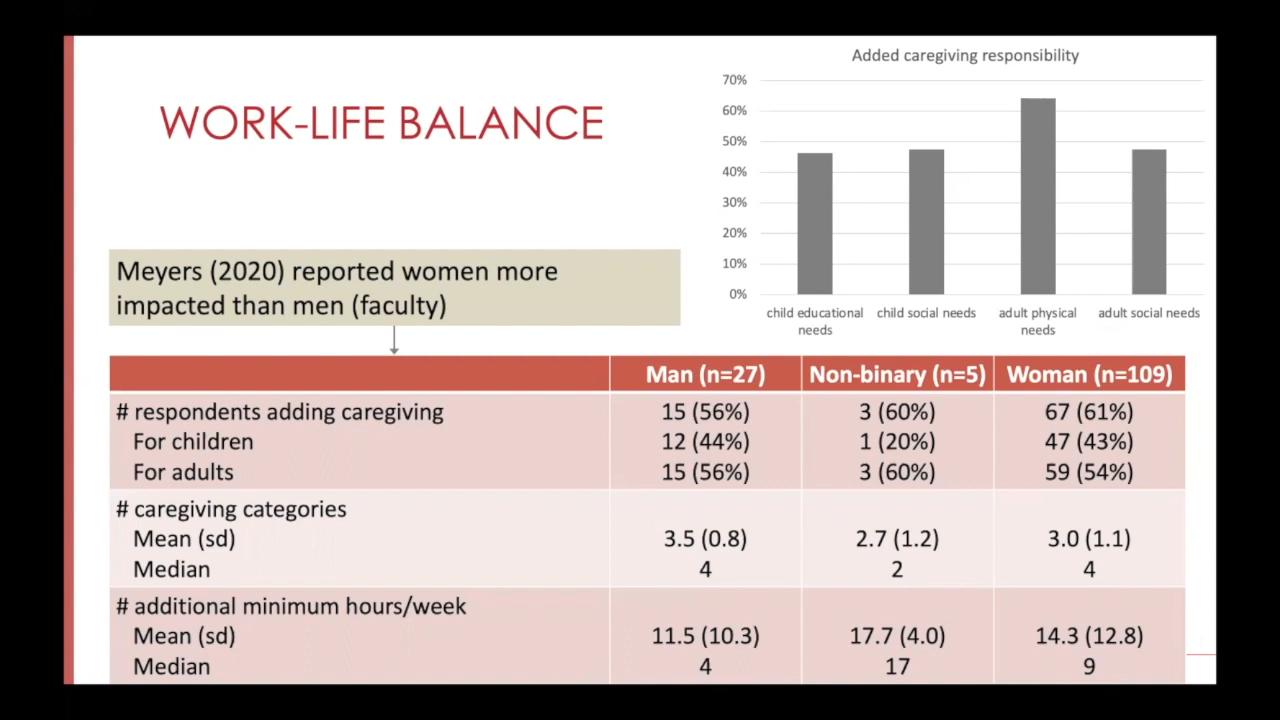 WORK-LIFE BALANCE
Added caregiving responsibility
70%
60%
50%
40%
30%
20%
10%
0%
child educational needs
child social needs
adult physical needs
adult social needs
Meyers (2020) reported women more
impacted than men (faculty)
Man (n=27) Non-binary (n=5) Woman (n=109)
# respondents adding caregiving 15 (56%) 3 (60%) 67 (61%)
For children 12 (44%) 1 (20%) 47 (43%)
For adults 15 (56%) 3 (60%) 59 (54%)
# caregiving categories
Mean (sd) 3.5 (0.8) 2.7 (1.2) 3.0 (1.1)
Median 4 2 4
# additional minimum hours/week
Mean (sd) 11.5 (10.3) 17.7 (4.0) 14.3 (12.8)
Median 4 17 9